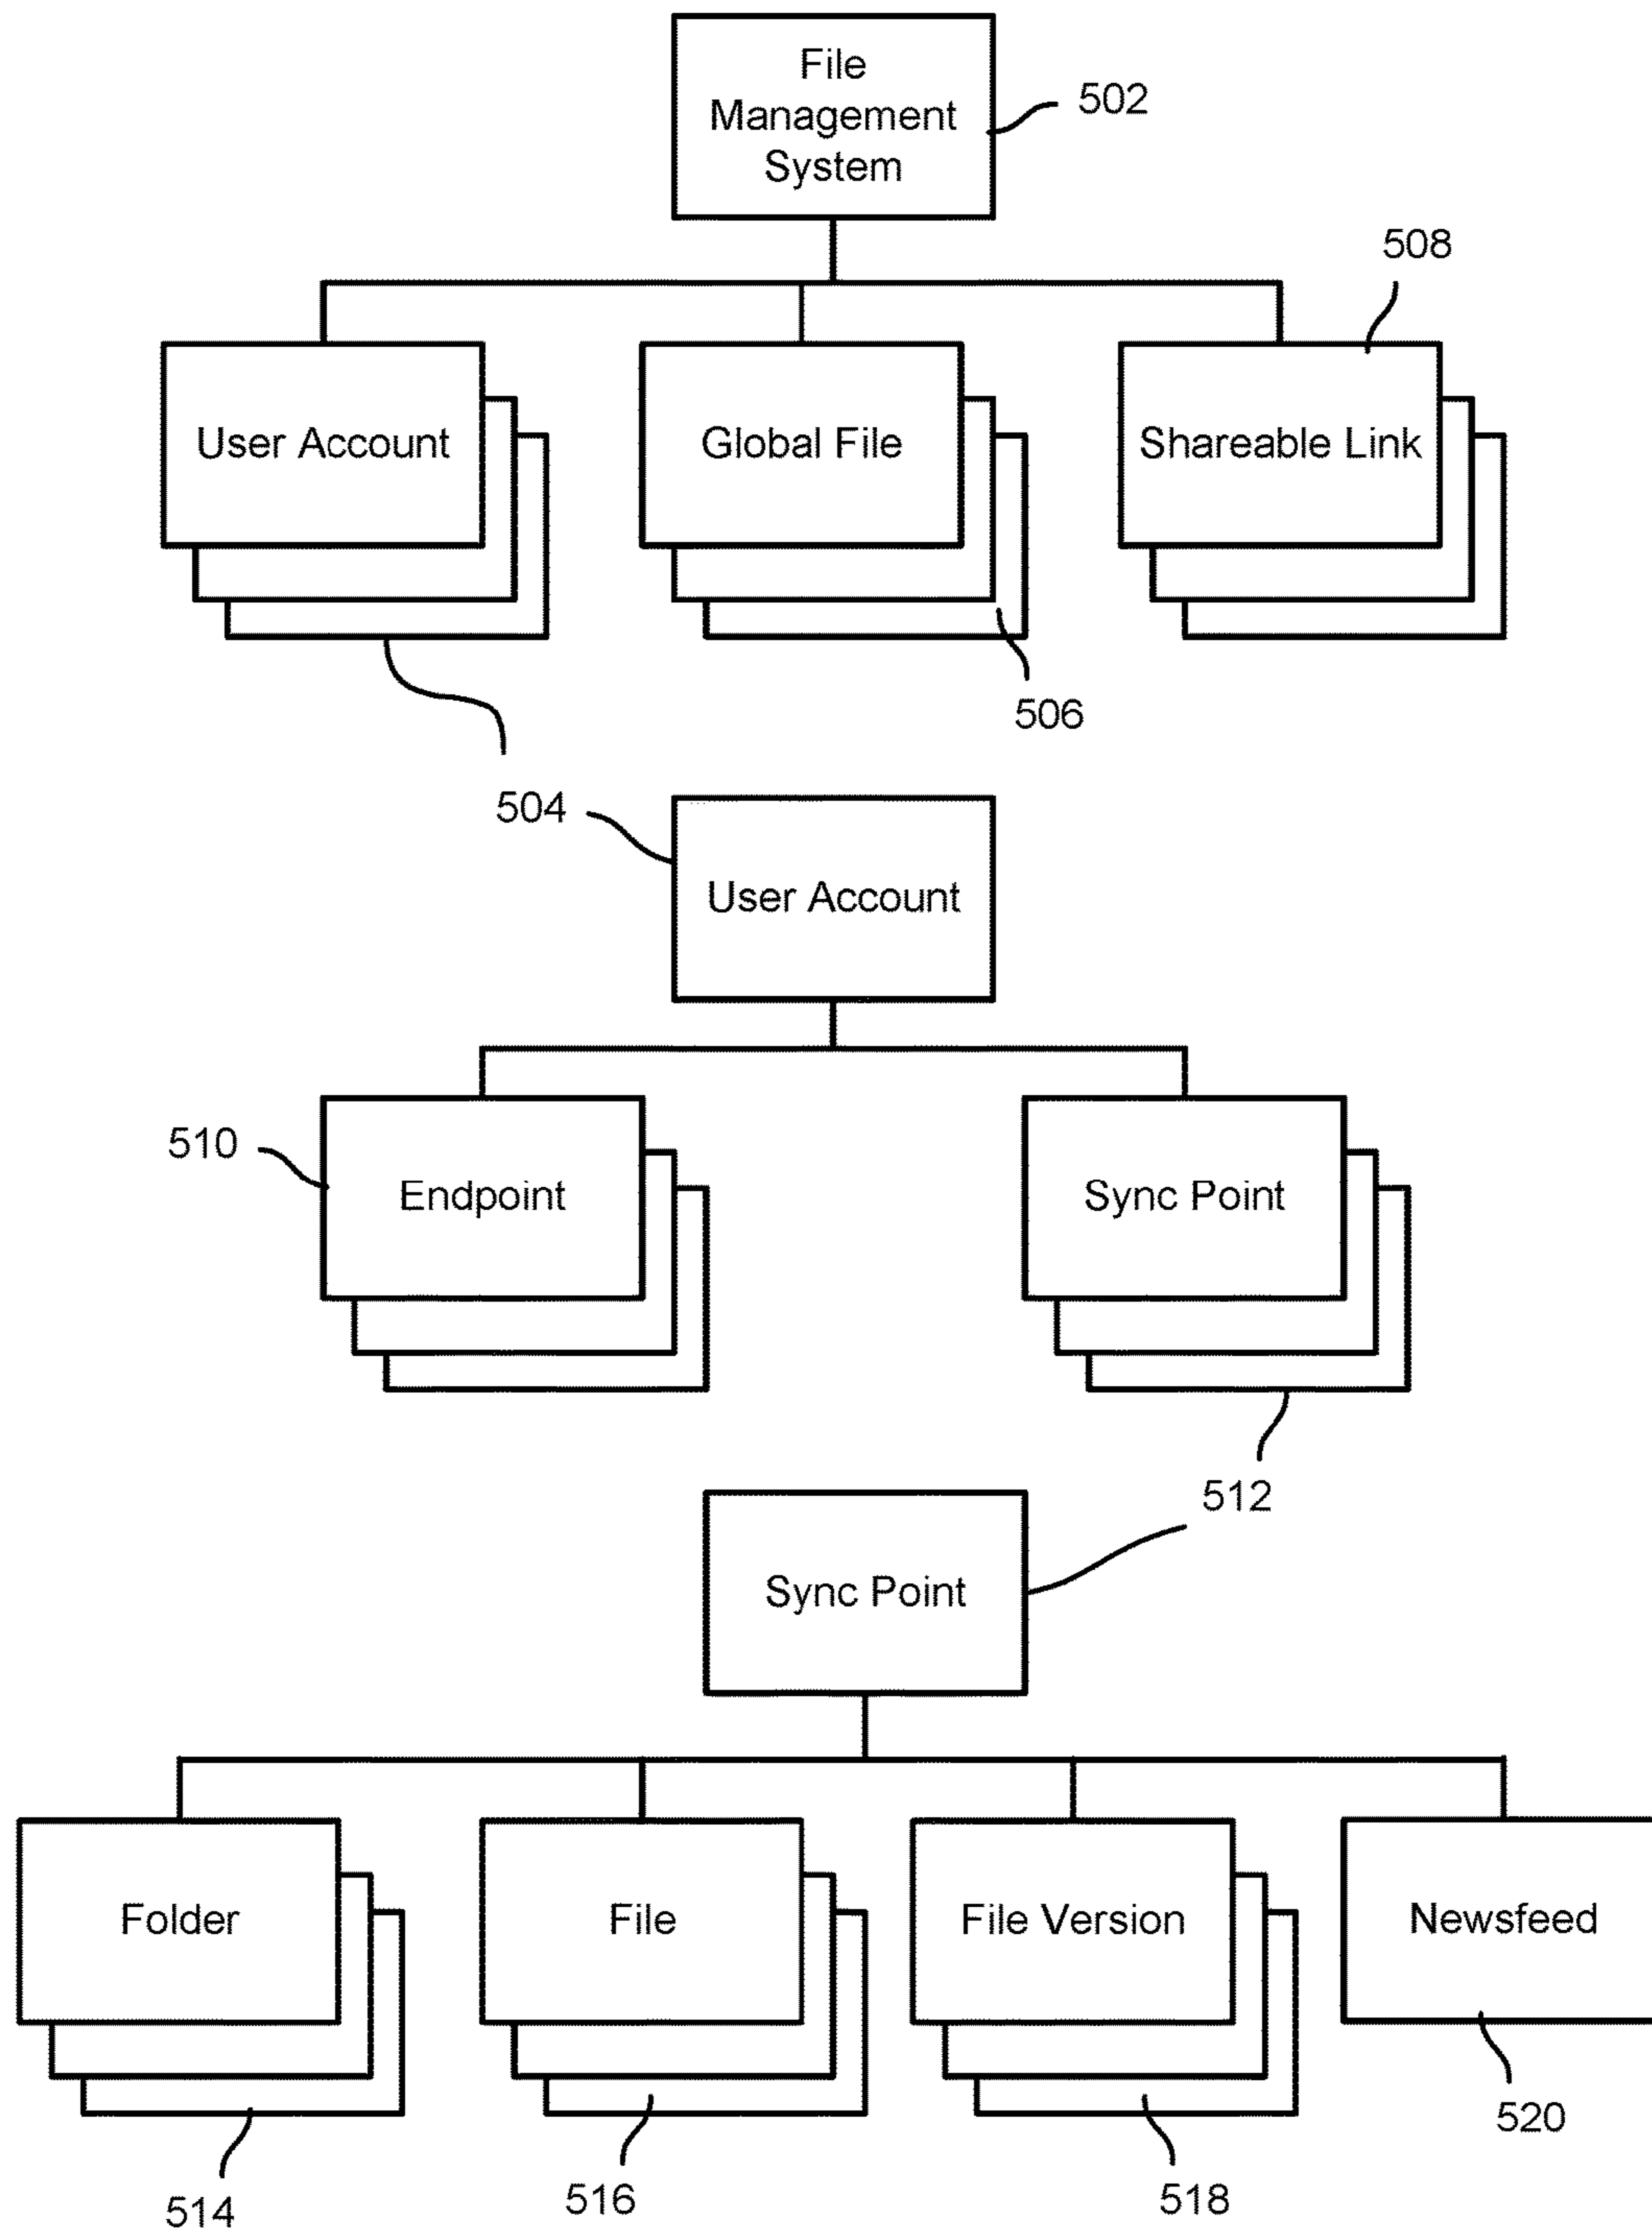 File
Management
System
502
508
User Account
Global File
Shareable Link
506
504
User Account
510
Endpoint
Sync Point
512
Sync Point
Folder
File
File Version
Newsfeed
520
514
516
518